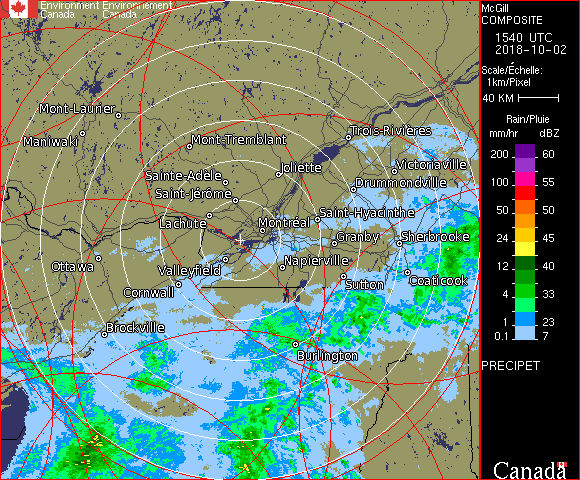 Environment Environnement
Canada Canada
McGill
COMPOSITE
1540 UTC
2018-10-02
Scale/Échelle:
1km/Pixel
40 KM
Rain/Pluie
mm/hr dBZ
200 60
150 57
100 55
50 50
24 45
12 40
4 33
1 23
0.1 7
PRECIPET
Canada
Mont-Laurier
Maniwaki
Mont-Tremblant
Trois-Rivières
Sainte-Adèle
Joliette
Victoriaville
Saint-Jérôme
Drummondville
Lachute
Montréal
Saint-Hyacinthe
Granby
Sherbrooke
Ottawa
Valleyfield
Napierville
Cornwall
Sutton
Coaticook
Brockville
Burlington